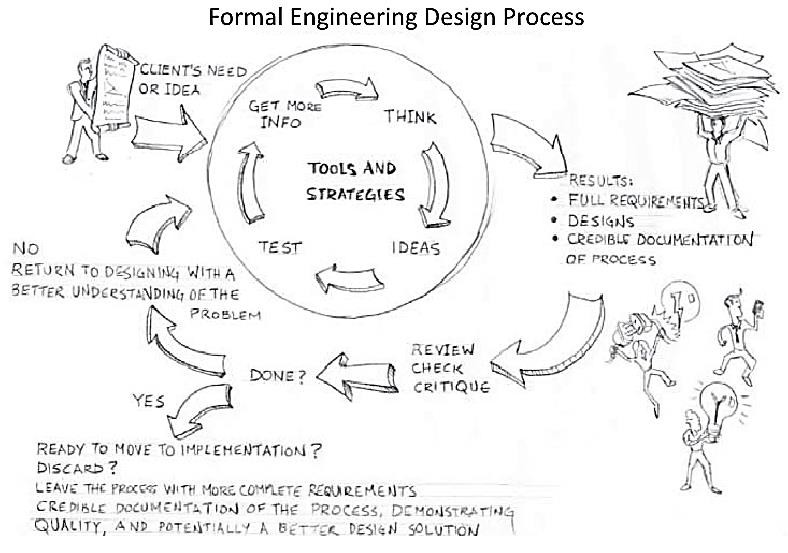 Formal Engineering Design Process
CLIENT'S NEED
OR IDEA
GET MORE
INFO
THINK
TOOLS AND
STRATEGIES
TEST
IDEAS
RESULTS:
• FULL REQUIREMENTS
• DESIGNS
• CREDIBLE DOCUMENTATION
OF PROCESS
REVIEW
CHECK
CRITIQUE
DONE?
NO
RETURN TO DESIGNING WITH A
BETTER UNDERSTANDING OF THE
PROBLEM
YES
READY TO MOVE TO IMPLEMENTATION?
DISCARD?
LEAVE THE PROCESS WITH MORE COMPLETE REQUIREMENTS
CREDIBLE DOCUMENTATION OF THE PROCESS, DEMONSTRATING
QUALITY, AND POTENTIALLY A BETTER DESIGN SOLUTION